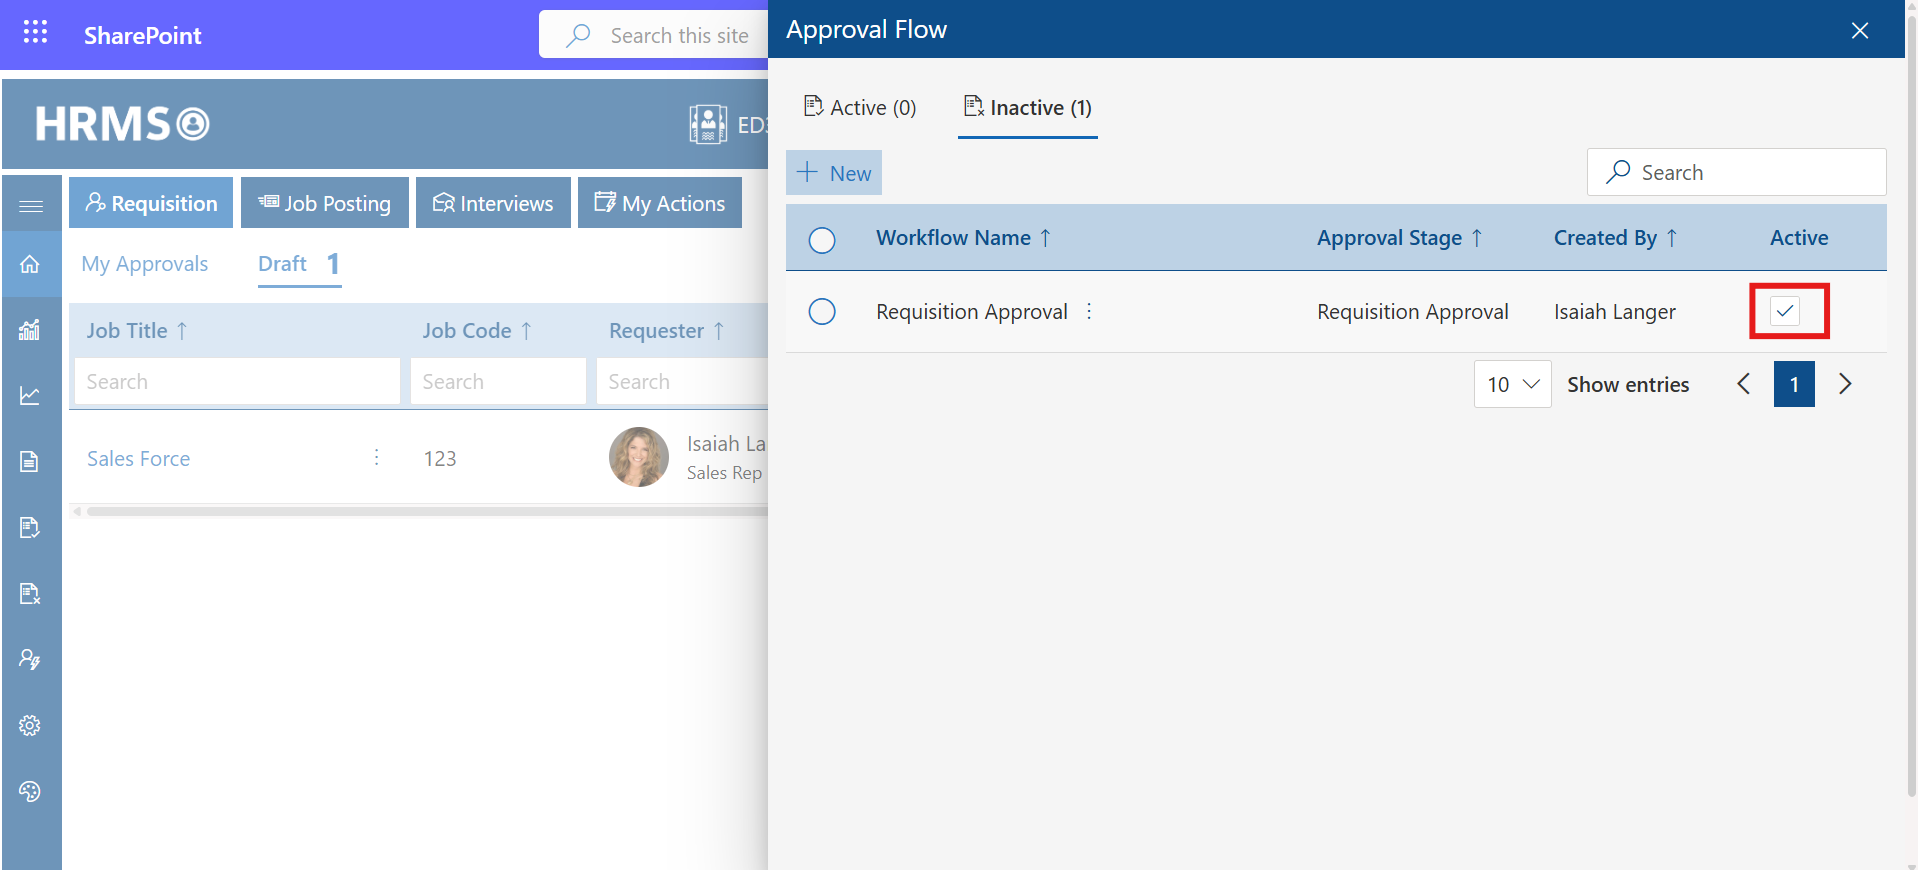 SharePoint
Search this site
HRMS
Requisition
Job Posting
Interviews
My Actions
My Approvals
Draft 1
Job Title ↑
Job Code ↑
Requester ↑
Search
Search
Search
Sales Force
123
Isaiah La
Sales Rep
Approval Flow
Active (0)
Inactive (1)
+ New
Search
Workflow Name ↑
Approval Stage ↑
Created By ↑
Active
Requisition Approval
Requisition Approval
Isaiah Langer
10
Show entries
1